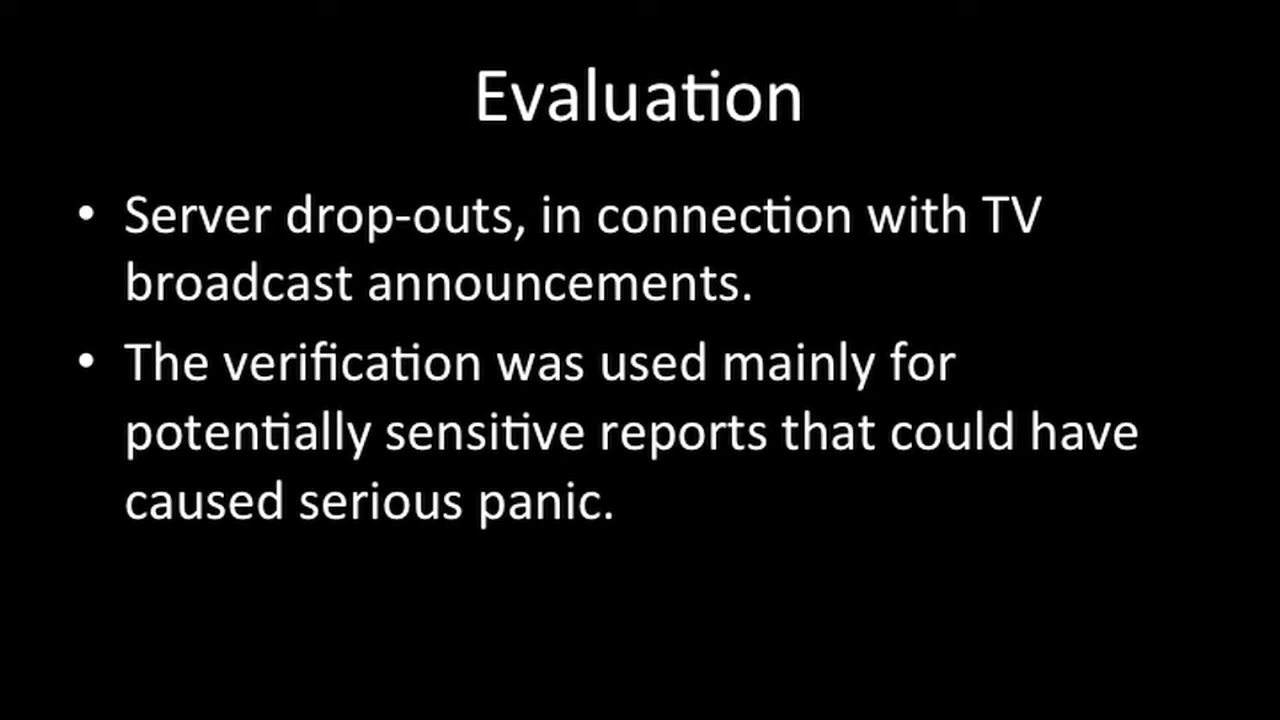 Evaluation
• Server drop-outs, in connection with TV
broadcast announcements.
• The verification was used mainly for
potentially sensitive reports that could have
caused serious panic.